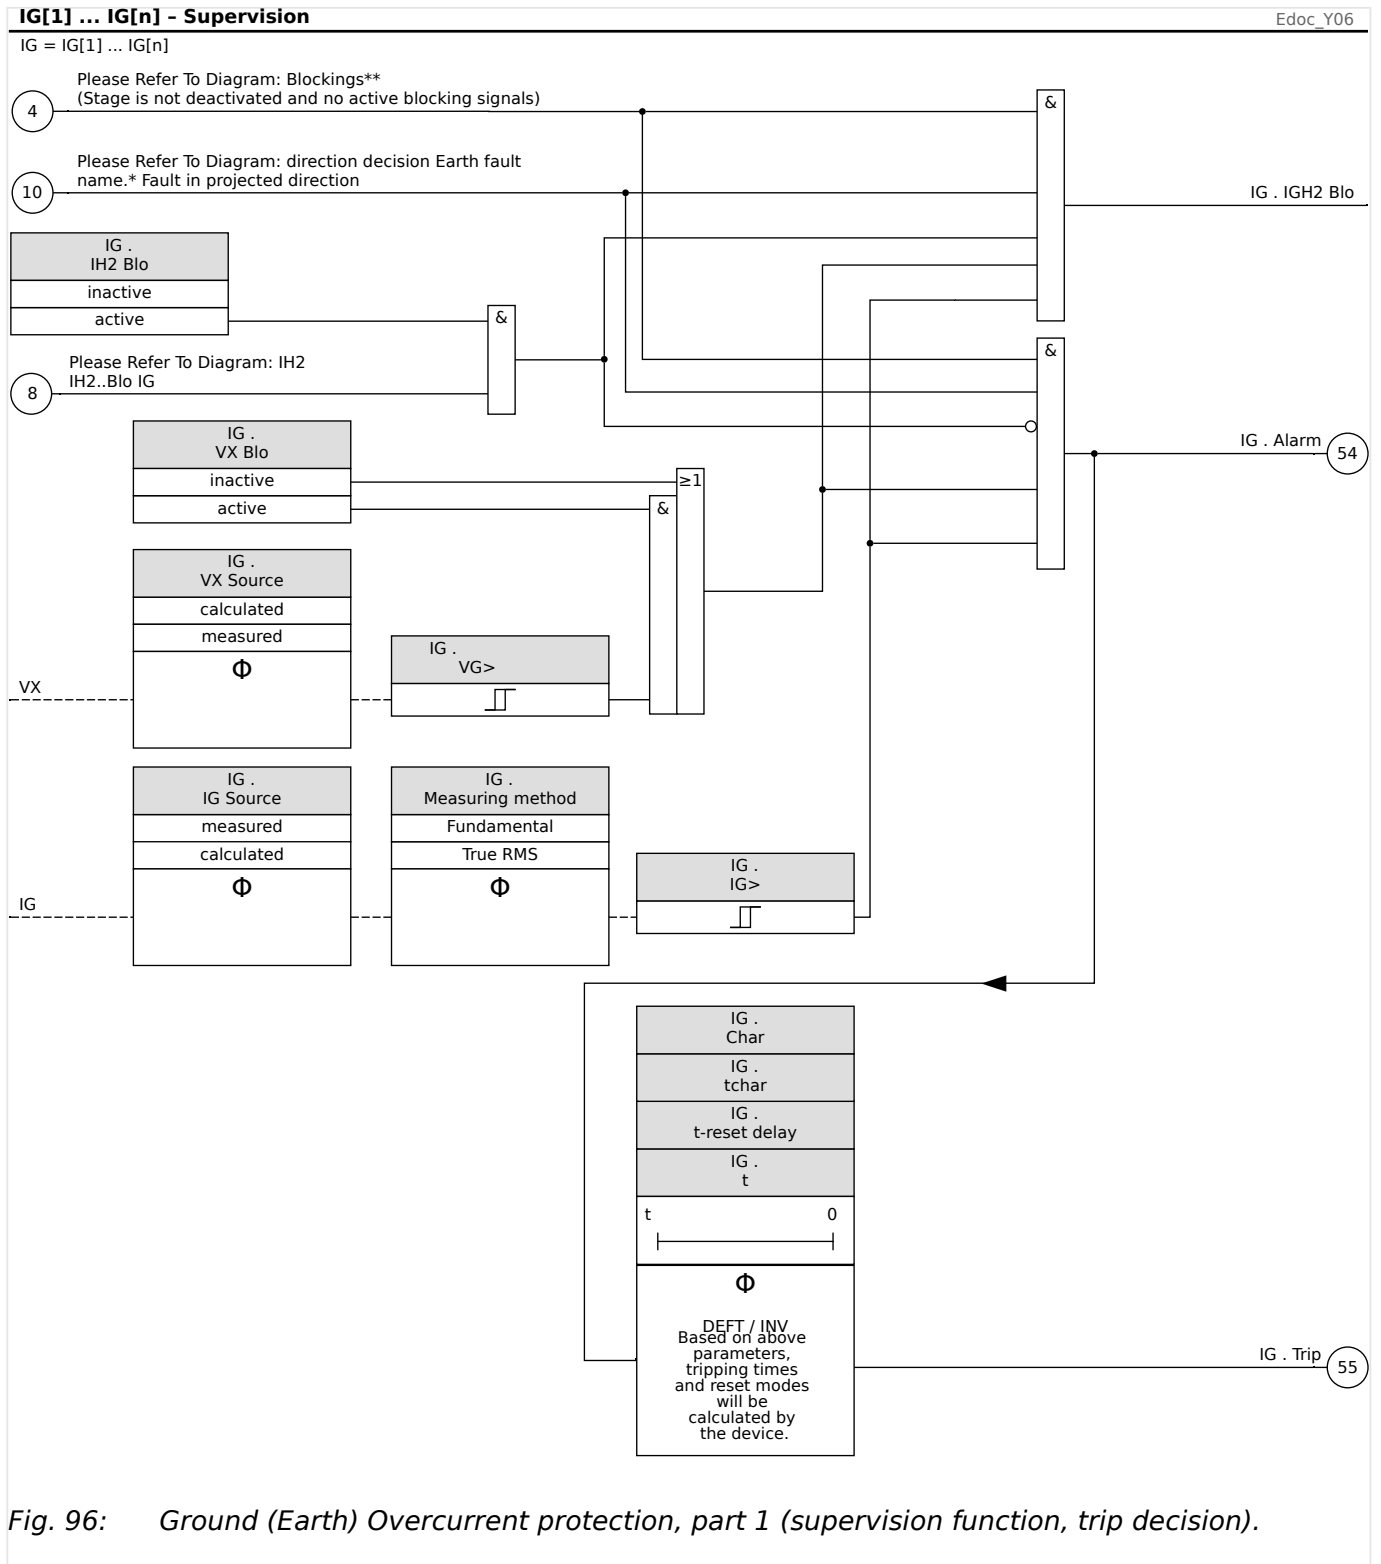 IG[1] ... IG[n] – Supervision
Edoc_Y06
IG = IG[1] ... IG[n]
Please Refer To Diagram: Blockings**
(Stage is not deactivated and no active blocking signals)
4
&
Please Refer To Diagram: direction decision Earth fault
name.* Fault in projected direction
10
IG . IGH2 Blo
IG .
IH2 Blo
inactive
active
&
&
Please Refer To Diagram: IH2
IH2..Blo IG
8
IG .
VX Blo
inactive
active
≥1
&
IG . Alarm
54
IG .
VX Source
calculated
measured
Φ
VX
IG .
VG>
IG .
IG Source
measured
calculated
Φ
IG
IG .
Measuring method
Fundamental
True RMS
Φ
IG .
IG>
IG .
Char
IG .
tchar
IG .
t-reset delay
IG .
t
t 0
Φ
DEFT / INV
Based on above
parameters,
tripping times
and reset modes
will be
calculated by
the device.
IG . Trip
55
Fig. 96: Ground (Earth) Overcurrent protection, part 1 (supervision function, trip decision).